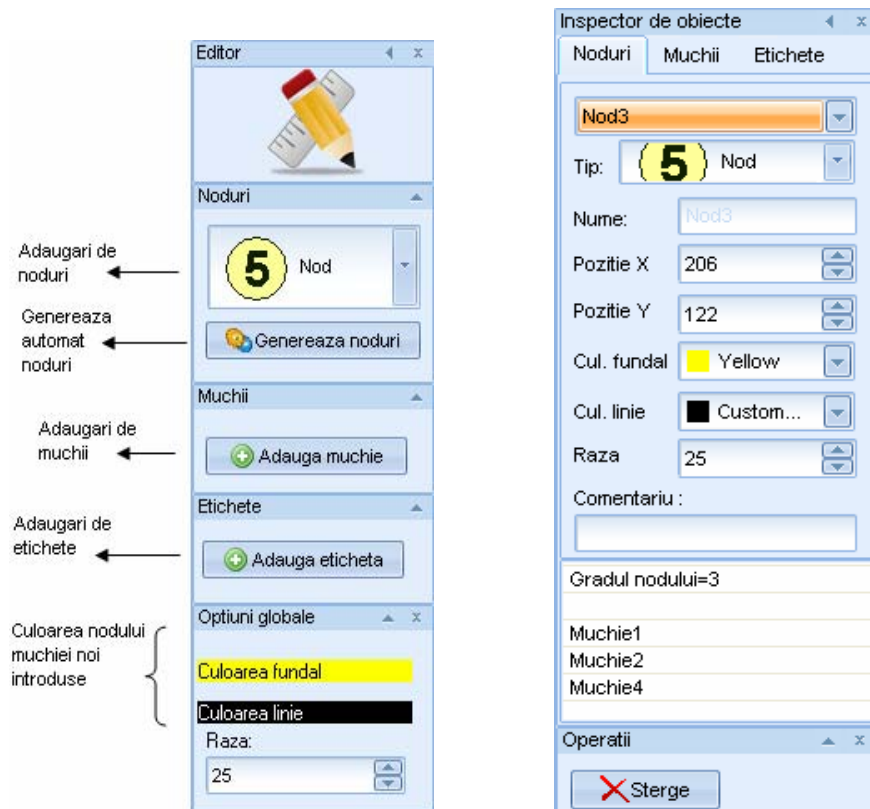 Editor
Noduri
5 Nod
Genereaza noduri
Muchii
Adauga muchie
Etichete
Adauga eticheta
Optiuni globale
Culoarea fundal
Culoarea linie
Raza:
25
Adaugari de
noduri
Genereaza
automat
noduri
Adaugari de
muchii
Adaugari de
etichete
Culoarea nodului
muchiei noi
introduse
Inspector de obiecte
Noduri Muchii Etichete
Nod3
Tip: 5 Nod
Nume: Nod3
Pozitie X 206
Pozitie Y 122
Cul. fundal Yellow
Cul. linie Custom...
Raza 25
Comentariu :
Gradul nodului=3
Muchie1
Muchie2
Muchie4
Operatii
Sterge